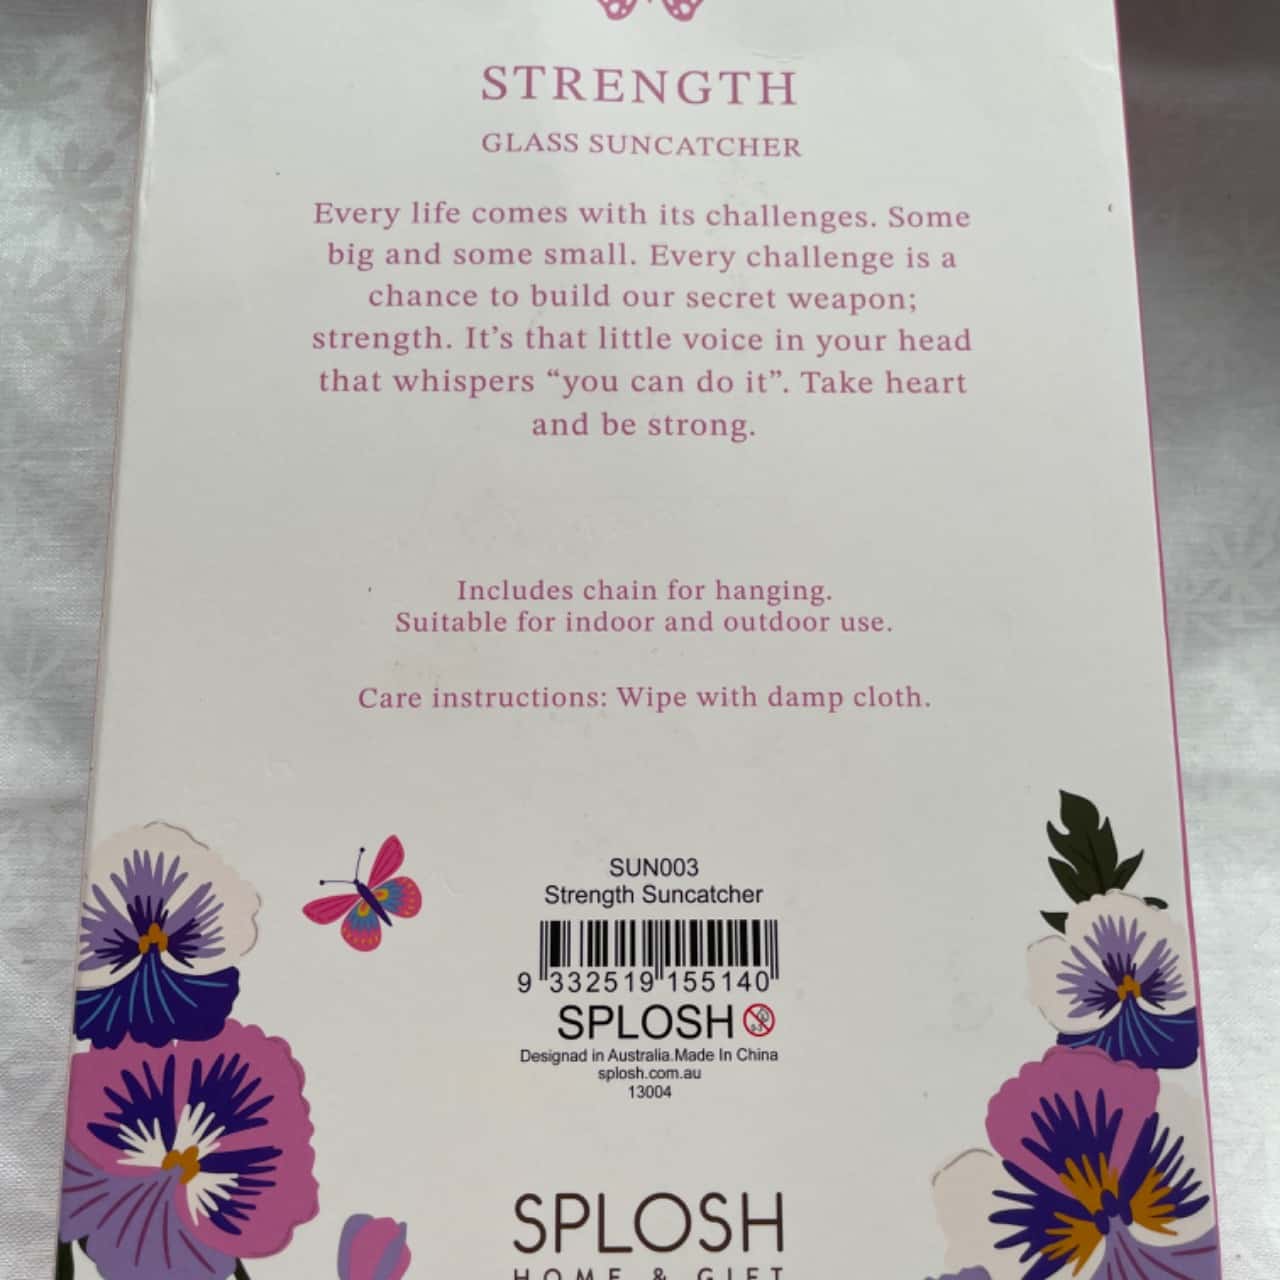 STRENGTH
GLASS SUNCATCHER
Every life comes with its challenges. Some
big and some small. Every challenge is a
chance to build our secret weapon;
strength. It’s that little voice in your head
that whispers “you can do it”. Take heart
and be strong.
Includes chain for hanging.
Suitable for indoor and outdoor use.
Care instructions: Wipe with damp cloth.
SUN003
Strength Suncatcher
9 332519 155140
SPLOSH
Designad in Australia.Made In China
splosh.com.au
13004
SPLOSH
HOME & GIFT